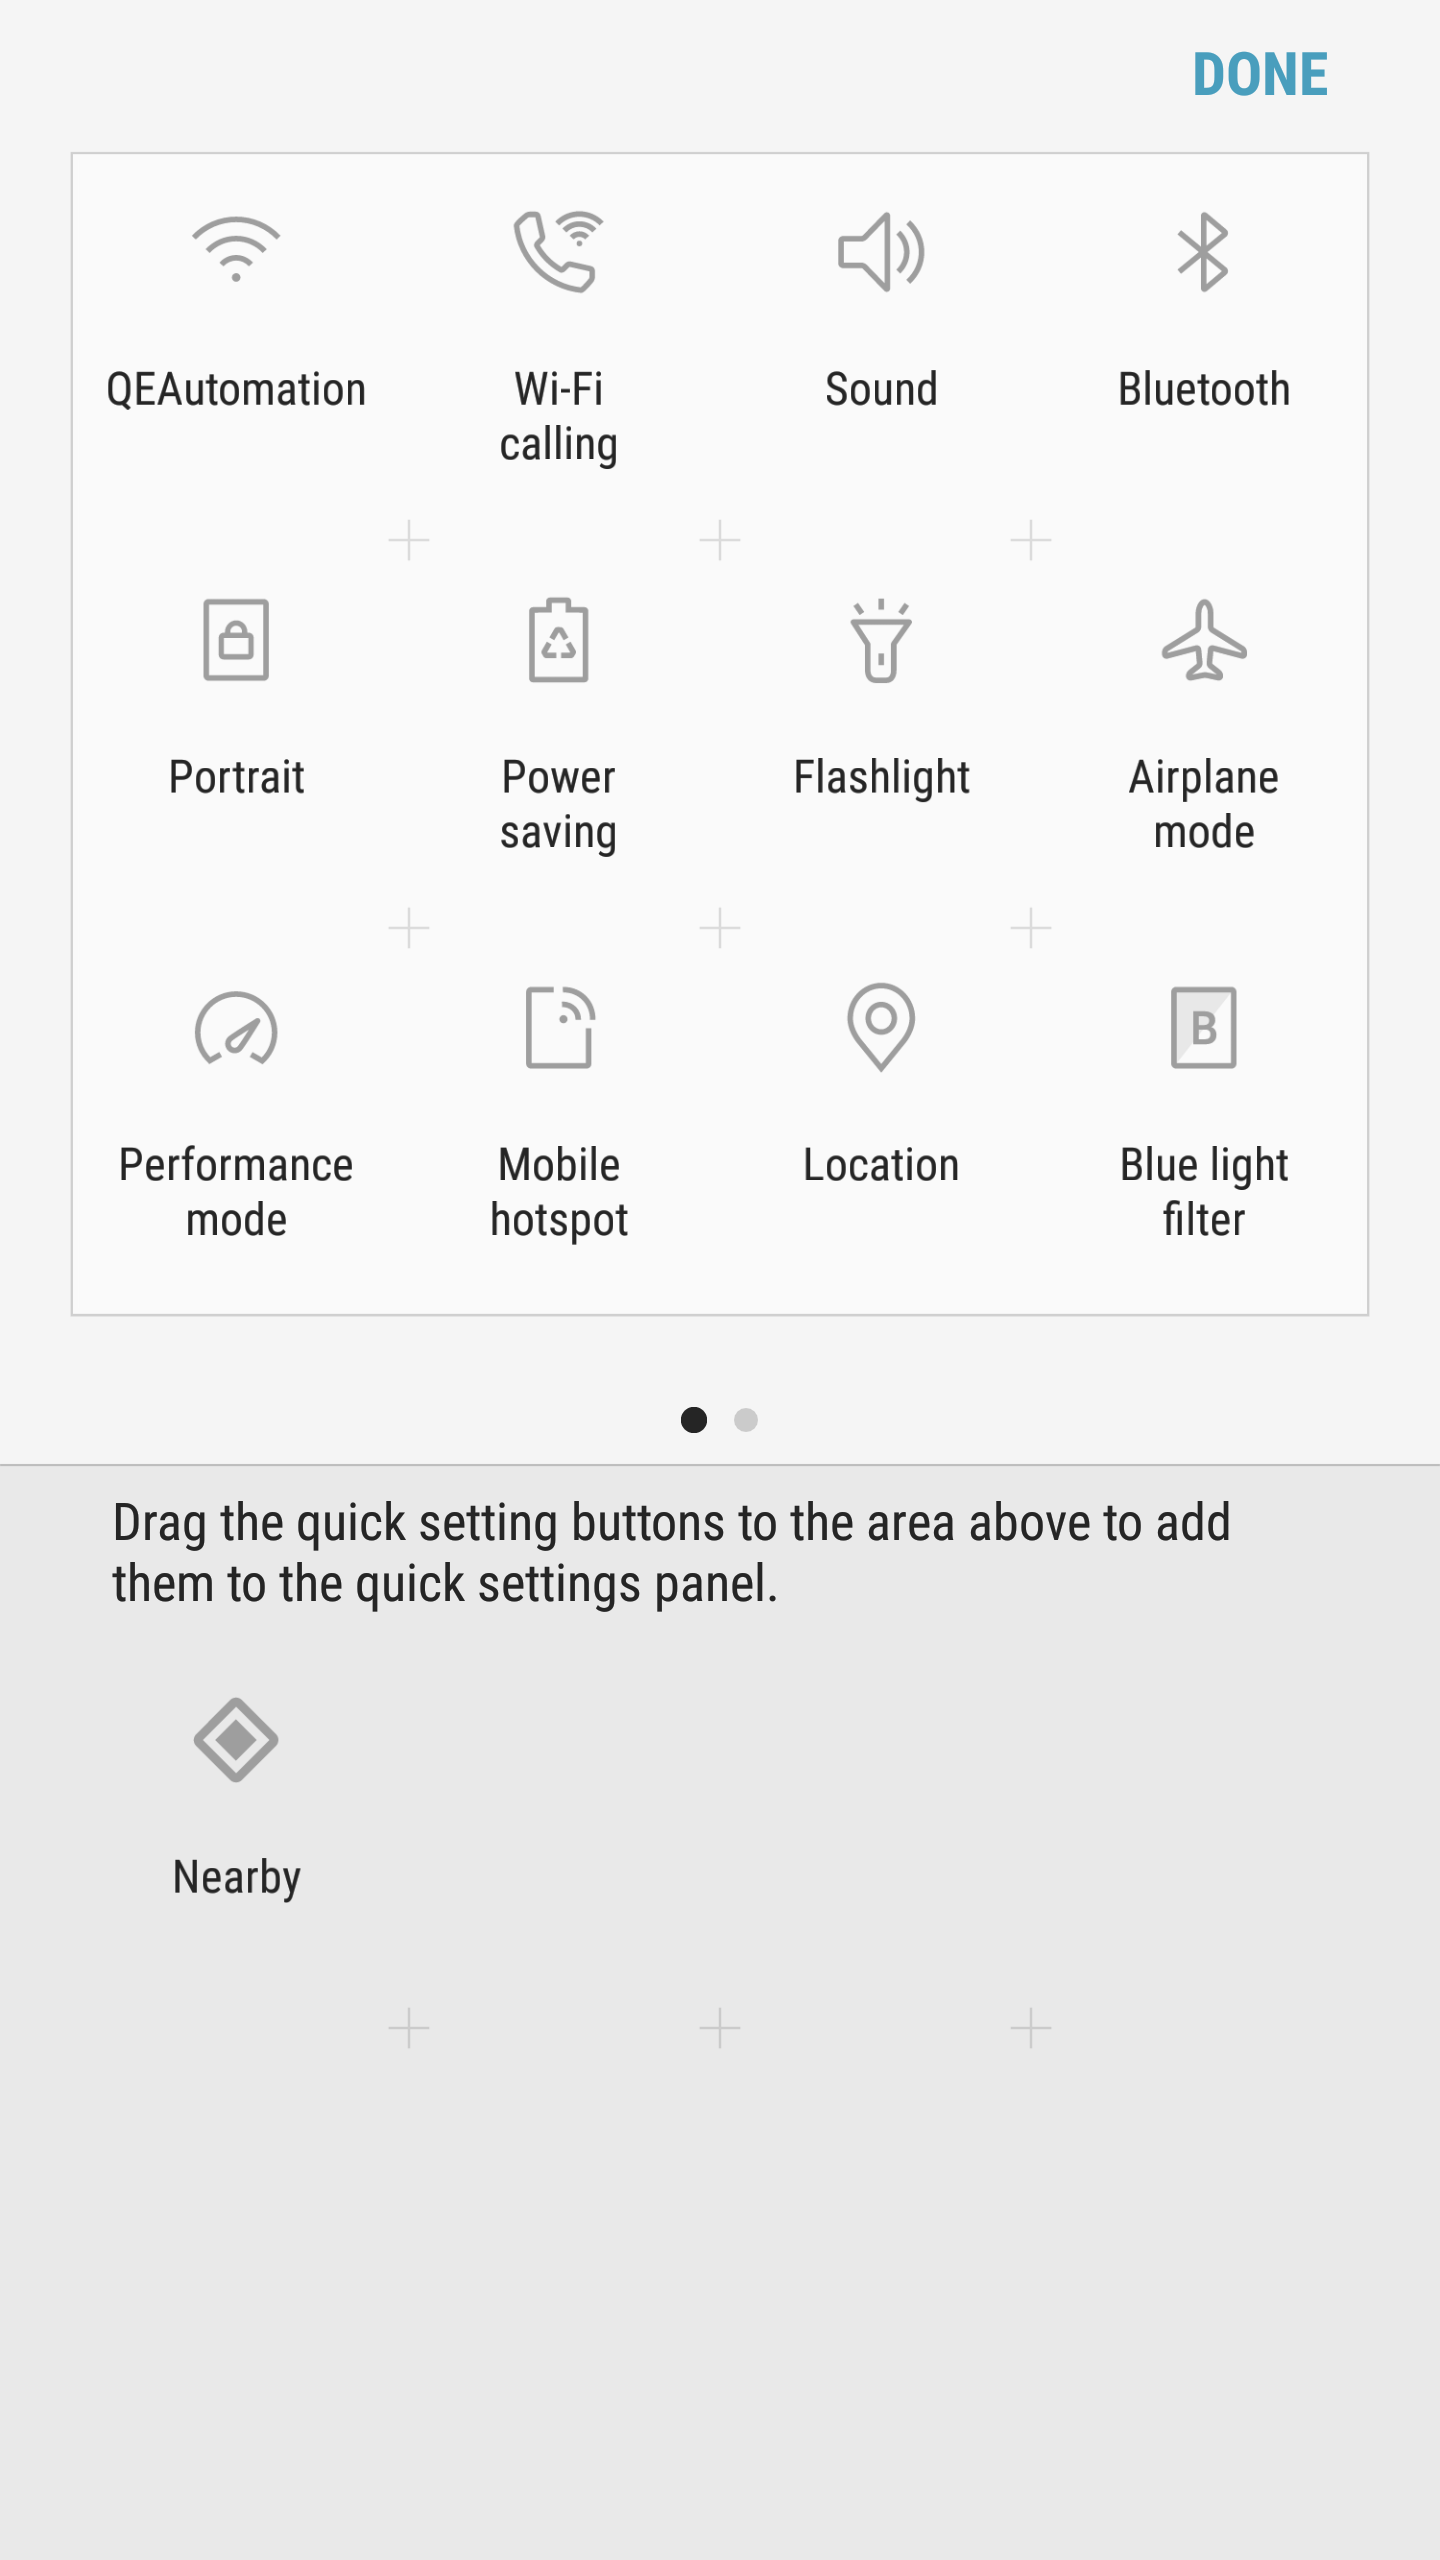 DONE
QEAutomation
Wi-Fi
calling
Sound
Bluetooth
Portrait
Power
saving
Flashlight
Airplane
mode
Performance
mode
Mobile
hotspot
Location
B
Blue light
filter
Drag the quick setting buttons to the area above to add
them to the quick settings panel.
Nearby